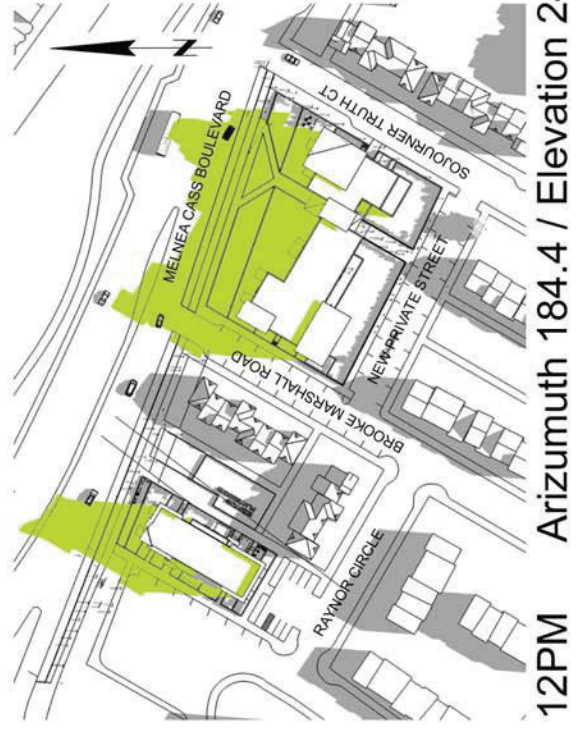 N
MELNEA CASS BOULEVARD
SOJOURNER TRUTH CT
BROOKE MARSHALL ROAD
NEW PRIVATE STREET
RAYNOR CIRCLE
12PM Arizumuth 184.4 / Elevation